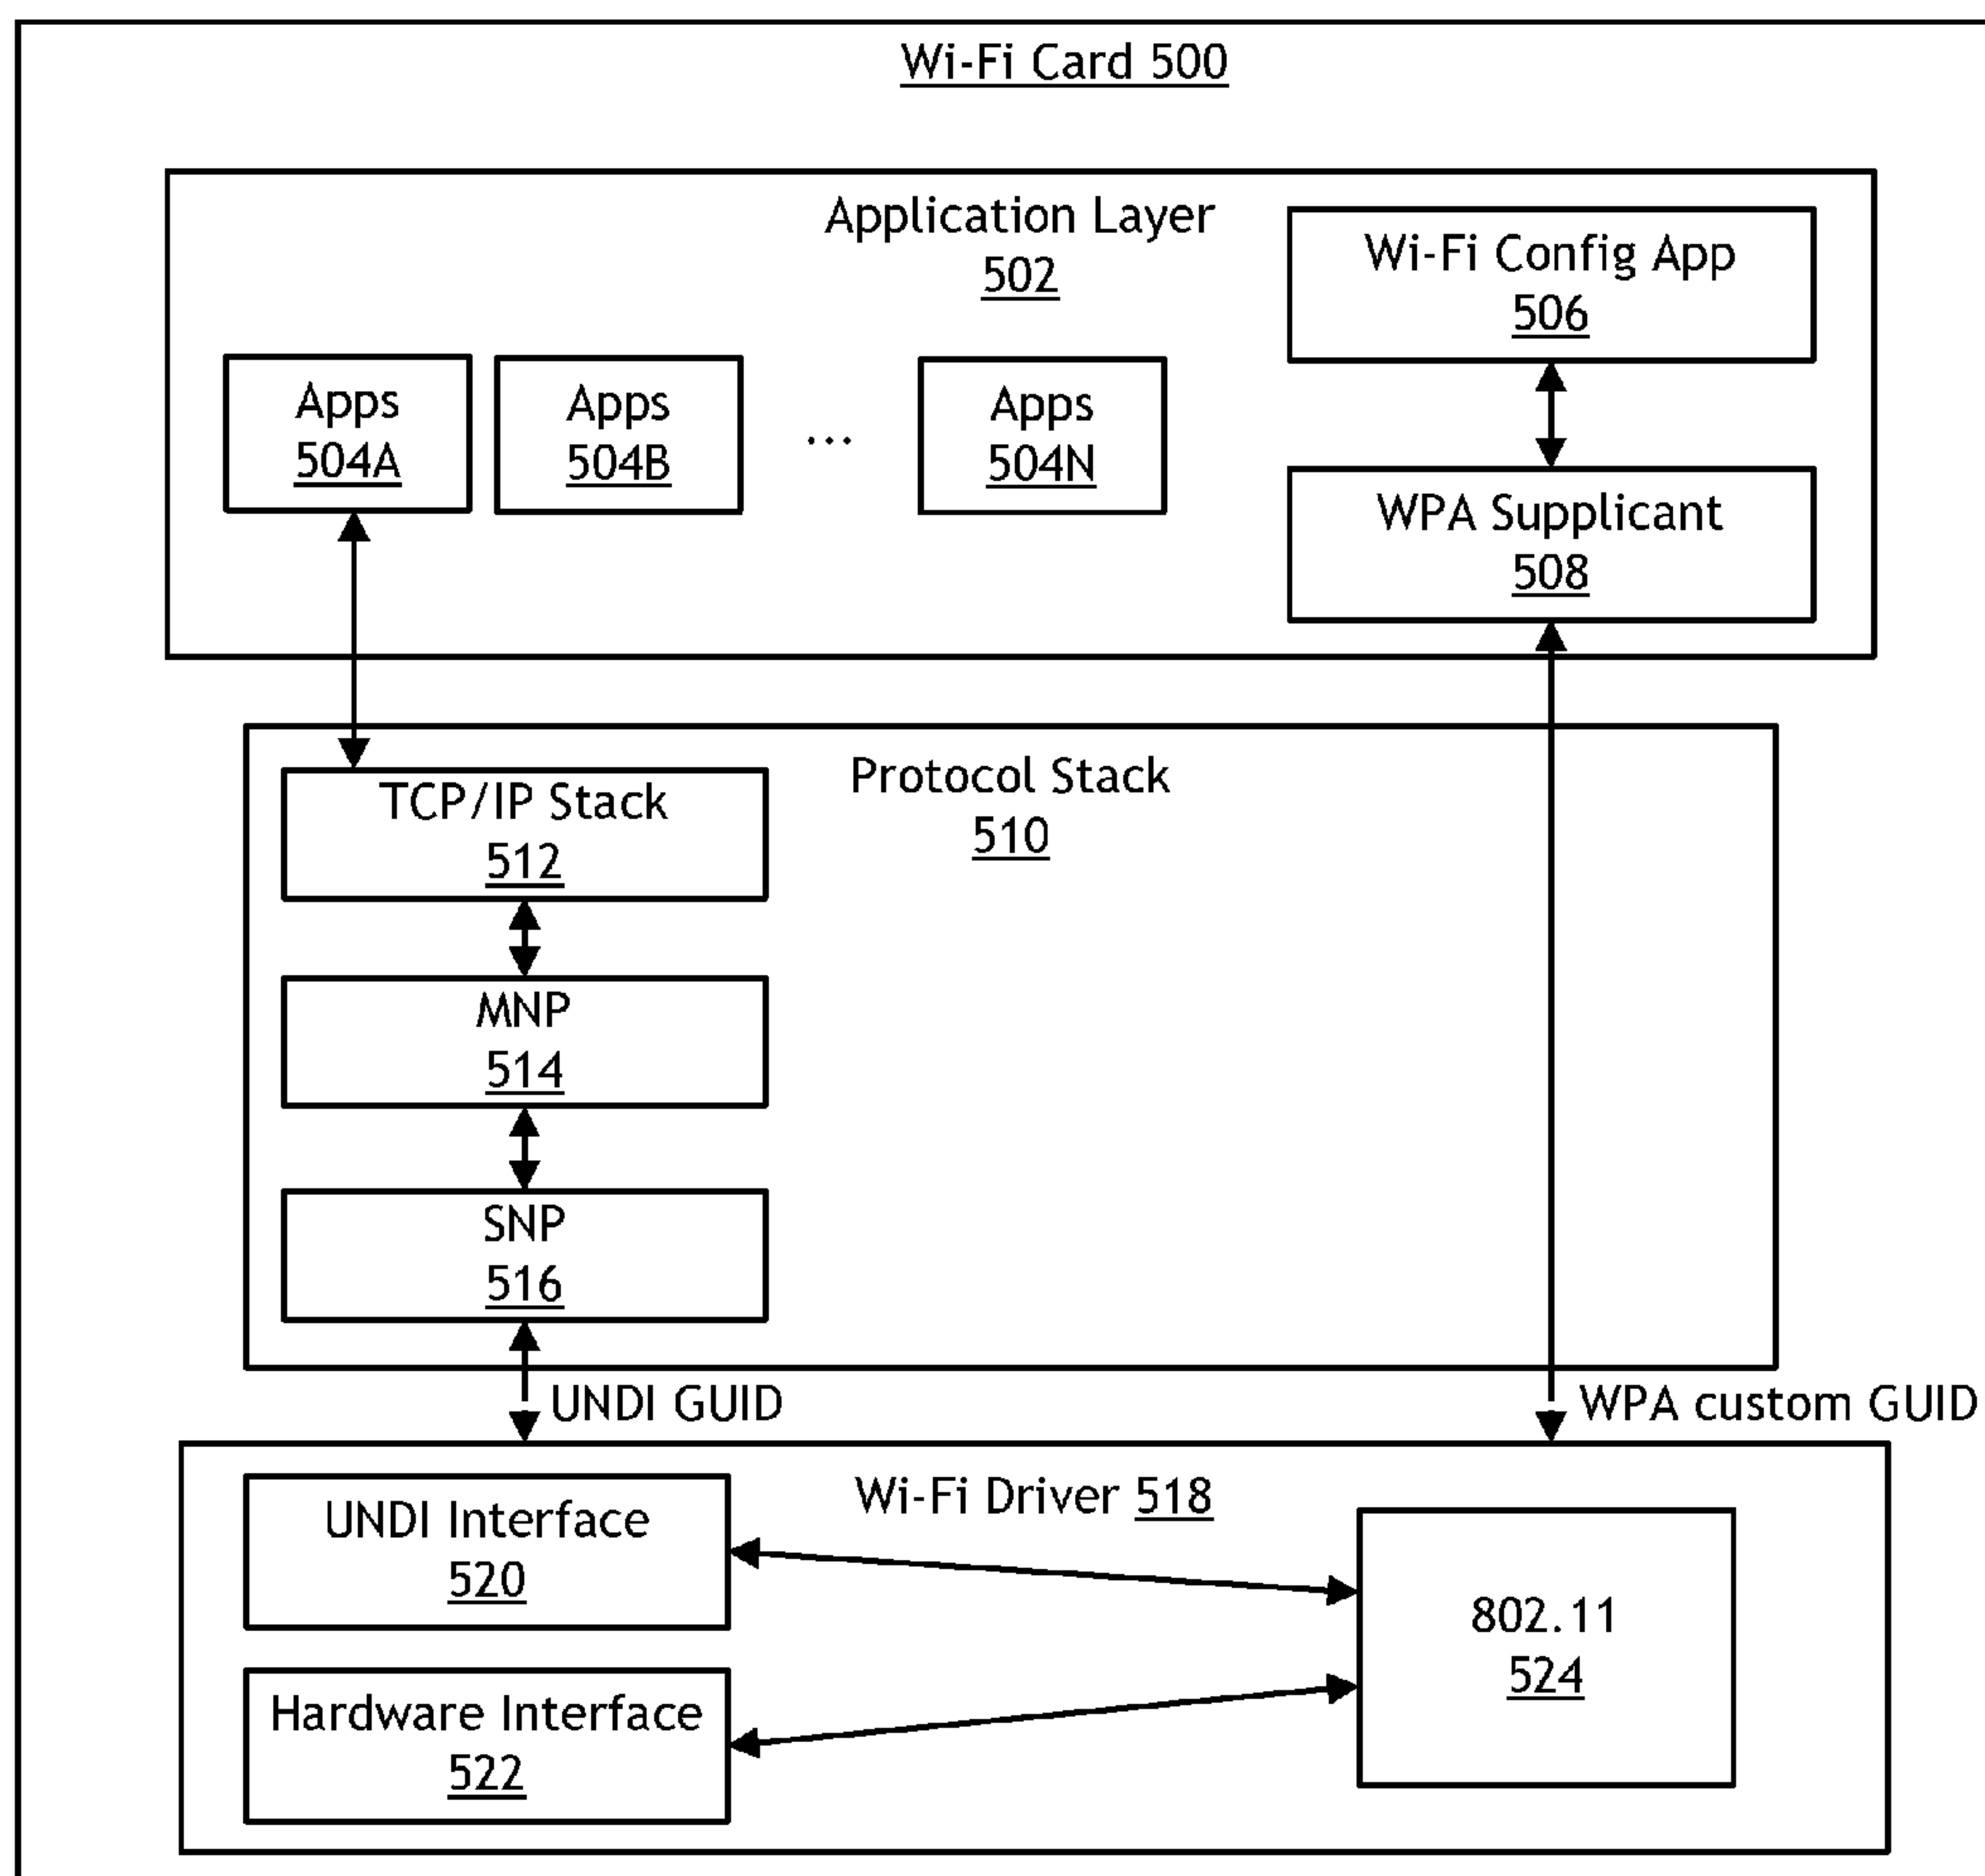 Wi-Fi Card 500
Application Layer
502
Wi-Fi Config App
506
Apps
504A
Apps
504B
...
Apps
504N
WPA Supplicant
508
Protocol Stack
510
TCP/IP Stack
512
MNP
514
SNP
516
UNDI GUID
WPA custom GUID
Wi-Fi Driver 518
UNDI Interface
520
802.11
524
Hardware Interface
522